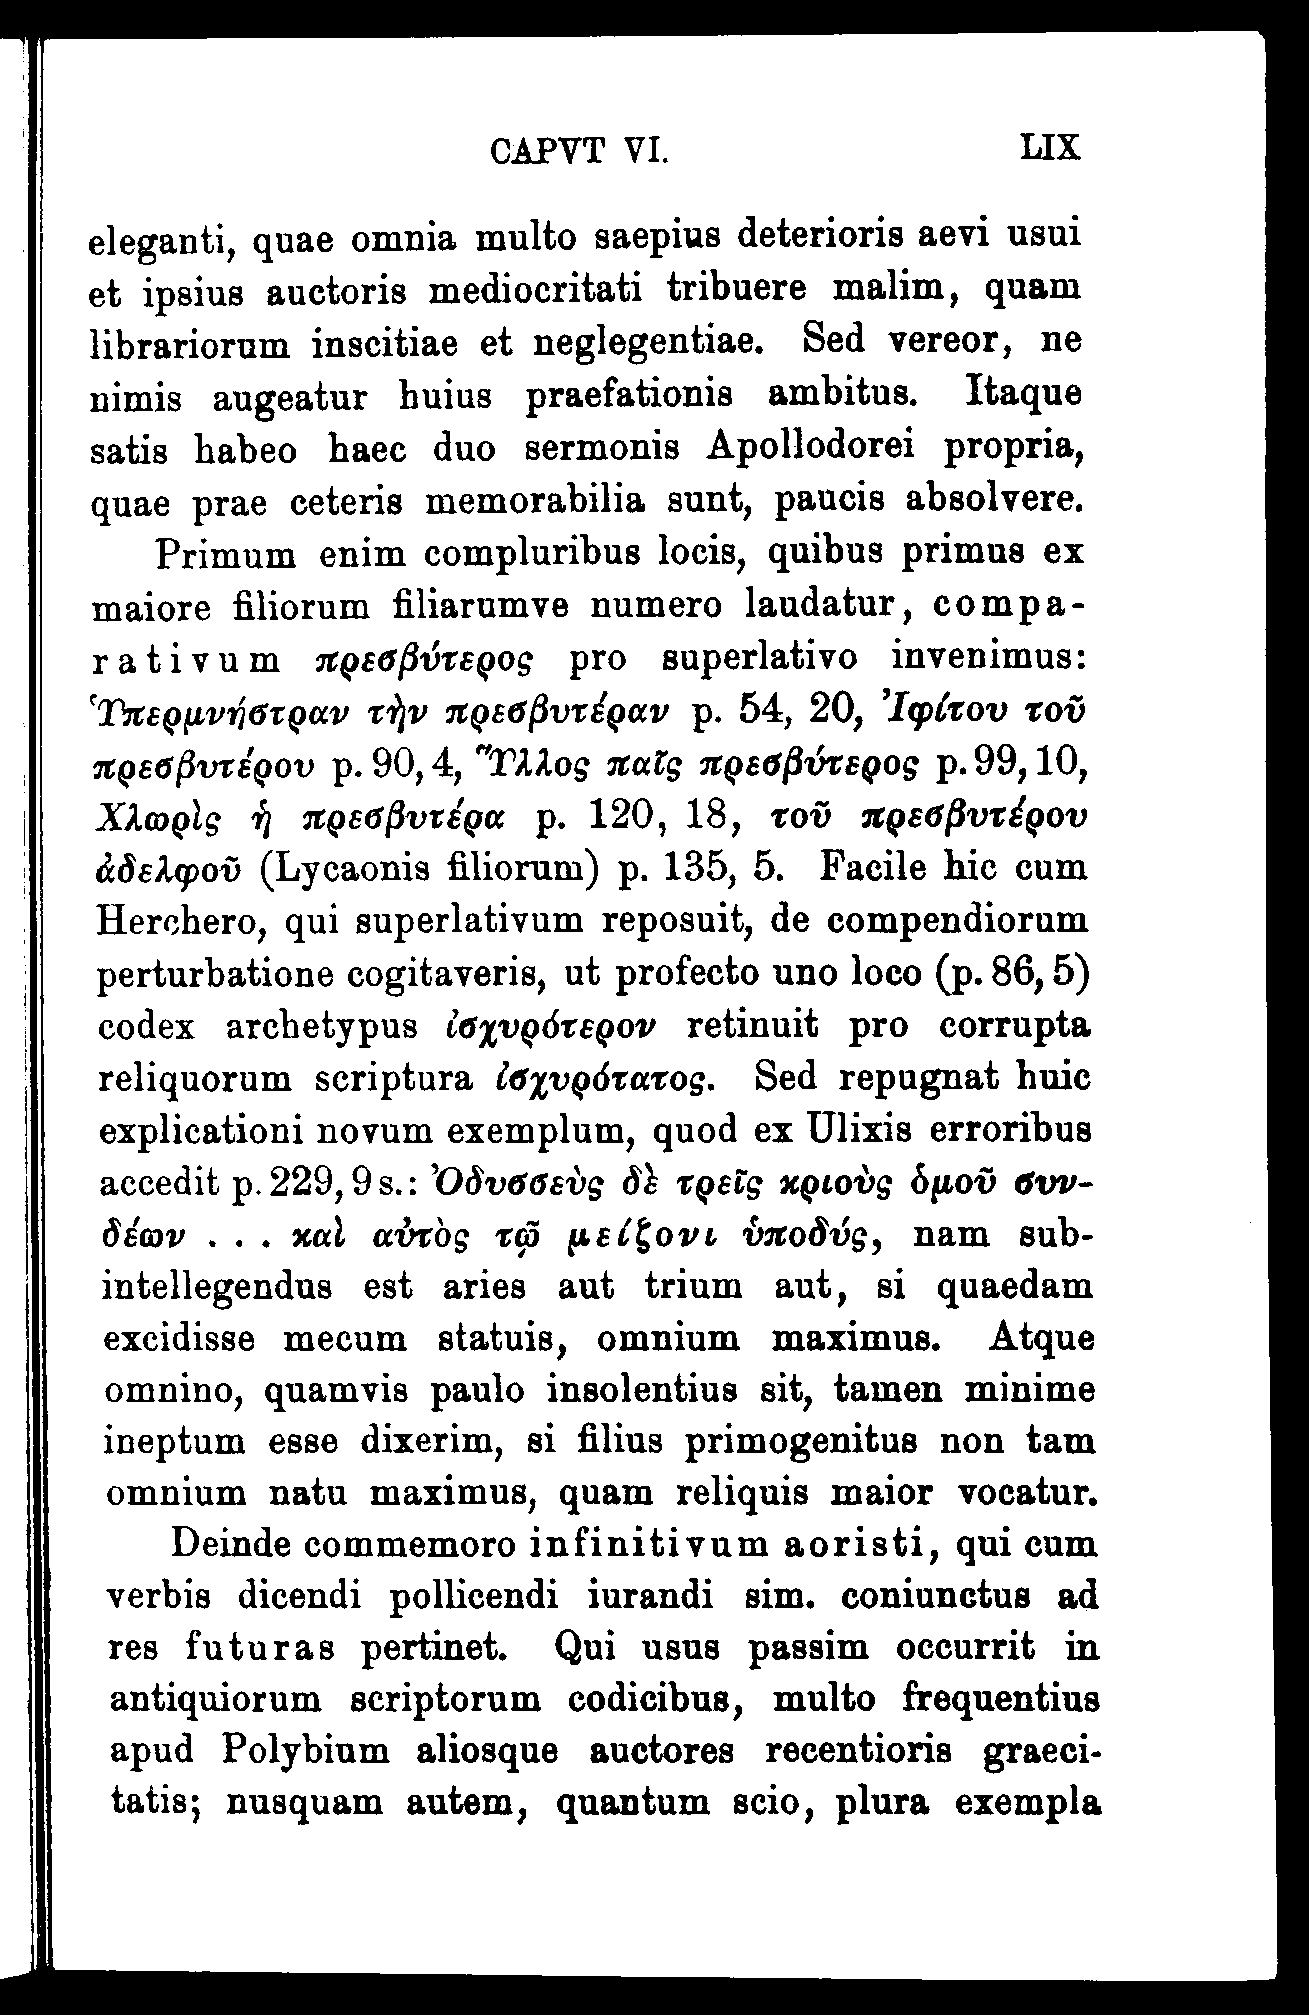 CAPVT VI. LIX
eleganti, quae omnia multo saepius deterioris aevi usui
et ipsius auctoris mediocritati tribuere malim, quam
librariorum inscitiae et neglegentiae. Sed vereor, ne
nimis augeatur huius praefationis ambitus. Itaque
satis habeo haec duo sermonis Apollodorei propria,
quae prae ceteris memorabilia sunt, paucis absolvere.
Primum enim compluribus locis, quibus primus ex
maiore filiorum filiarumve numero laudatur, compa-
rativum πρεσβύτερος pro superlativo invenimus:
Ὑπερμνήστραν τὴν πρεσβυτέραν p. 54, 20, Ἰφίτου τοῦ
πρεσβυτέρου p. 90, 4, Ὕλλος παῖς πρεσβύτερος p. 99, 10,
Χλωρὶς ἡ πρεσβυτέρα p. 120, 18, τοῦ πρεσβυτέρου
ἀδελφοῦ (Lycaonis filiorum) p. 135, 5. Facile hic cum
Herchero, qui superlativum reposuit, de compendiorum
perturbatione cogitaveris, ut profecto uno loco (p. 86, 5)
codex archetypus ἰσχυρότερον retinuit pro corrupta
reliquorum scriptura ἰσχυρότατος. Sed repugnat huic
explicationi novum exemplum, quod ex Ulixis erroribus
accedit p. 229, 9 s.: Ὀδυσσεὺς δὲ τρεῖς κριοὺς ὁμοῦ συν-
δέων . . . καὶ αὐτὸς τῷ μείζονι ὑποδύς, nam sub-
intellegendus est aries aut trium aut, si quaedam
excidisse mecum statuis, omnium maximus. Atque
omnino, quamvis paulo insolentius sit, tamen minime
ineptum esse dixerim, si filius primogenitus non tam
omnium natu maximus, quam reliquis maior vocatur.
Deinde commemoro infinitivum aoristi, qui cum
verbis dicendi pollicendi iurandi sim. coniunctus ad
res futuras pertinet. Qui usus passim occurrit in
antiquiorum scriptorum codicibus, multo frequentius
apud Polybium aliosque auctores recentioris graeci-
tatis; nusquam autem, quantum scio, plura exempla